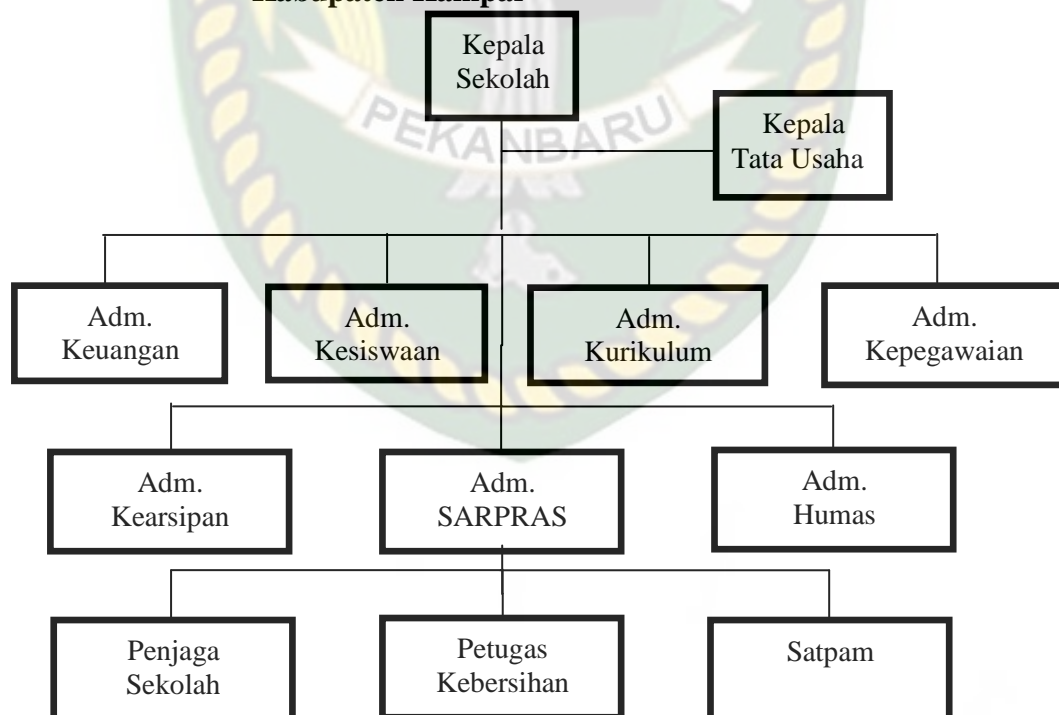 Kabupaten Kampar
Kepala
Sekolah
PEKANBARU
Kepala
Tata Usaha
Adm.
Keuangan
Adm.
Kesiswaan
Adm.
Kurikulum
Adm.
Kepegawaian
Adm.
Kearsipan
Adm.
SARPRAS
Adm.
Humas
Penjaga
Sekolah
Petugas
Kebersihan
Satpam